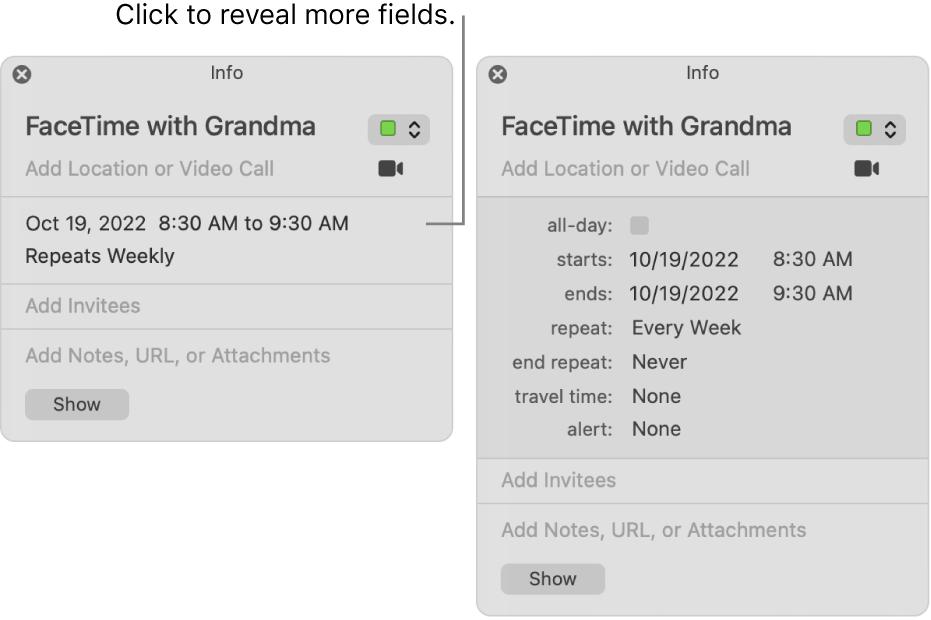 Click to reveal more fields.
Info
FaceTime with Grandma
Add Location or Video Call
Oct 19, 2022 8:30 AM to 9:30 AM
Repeats Weekly
Add Invitees
Add Notes, URL, or Attachments
Show
Info
FaceTime with Grandma
Add Location or Video Call
all-day:
starts: 10/19/2022 8:30 AM
ends: 10/19/2022 9:30 AM
repeat: Every Week
end repeat: Never
travel time: None
alert: None
Add Invitees
Add Notes, URL, or Attachments
Show